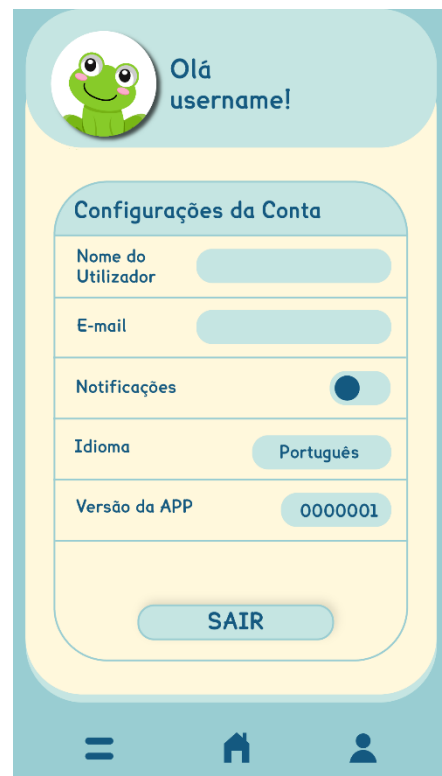 Olá
username!
Configurações da Conta
Nome do
Utilizador
E-mail
Notificações
Idioma
Português
Versão da APP
0000001
SAIR